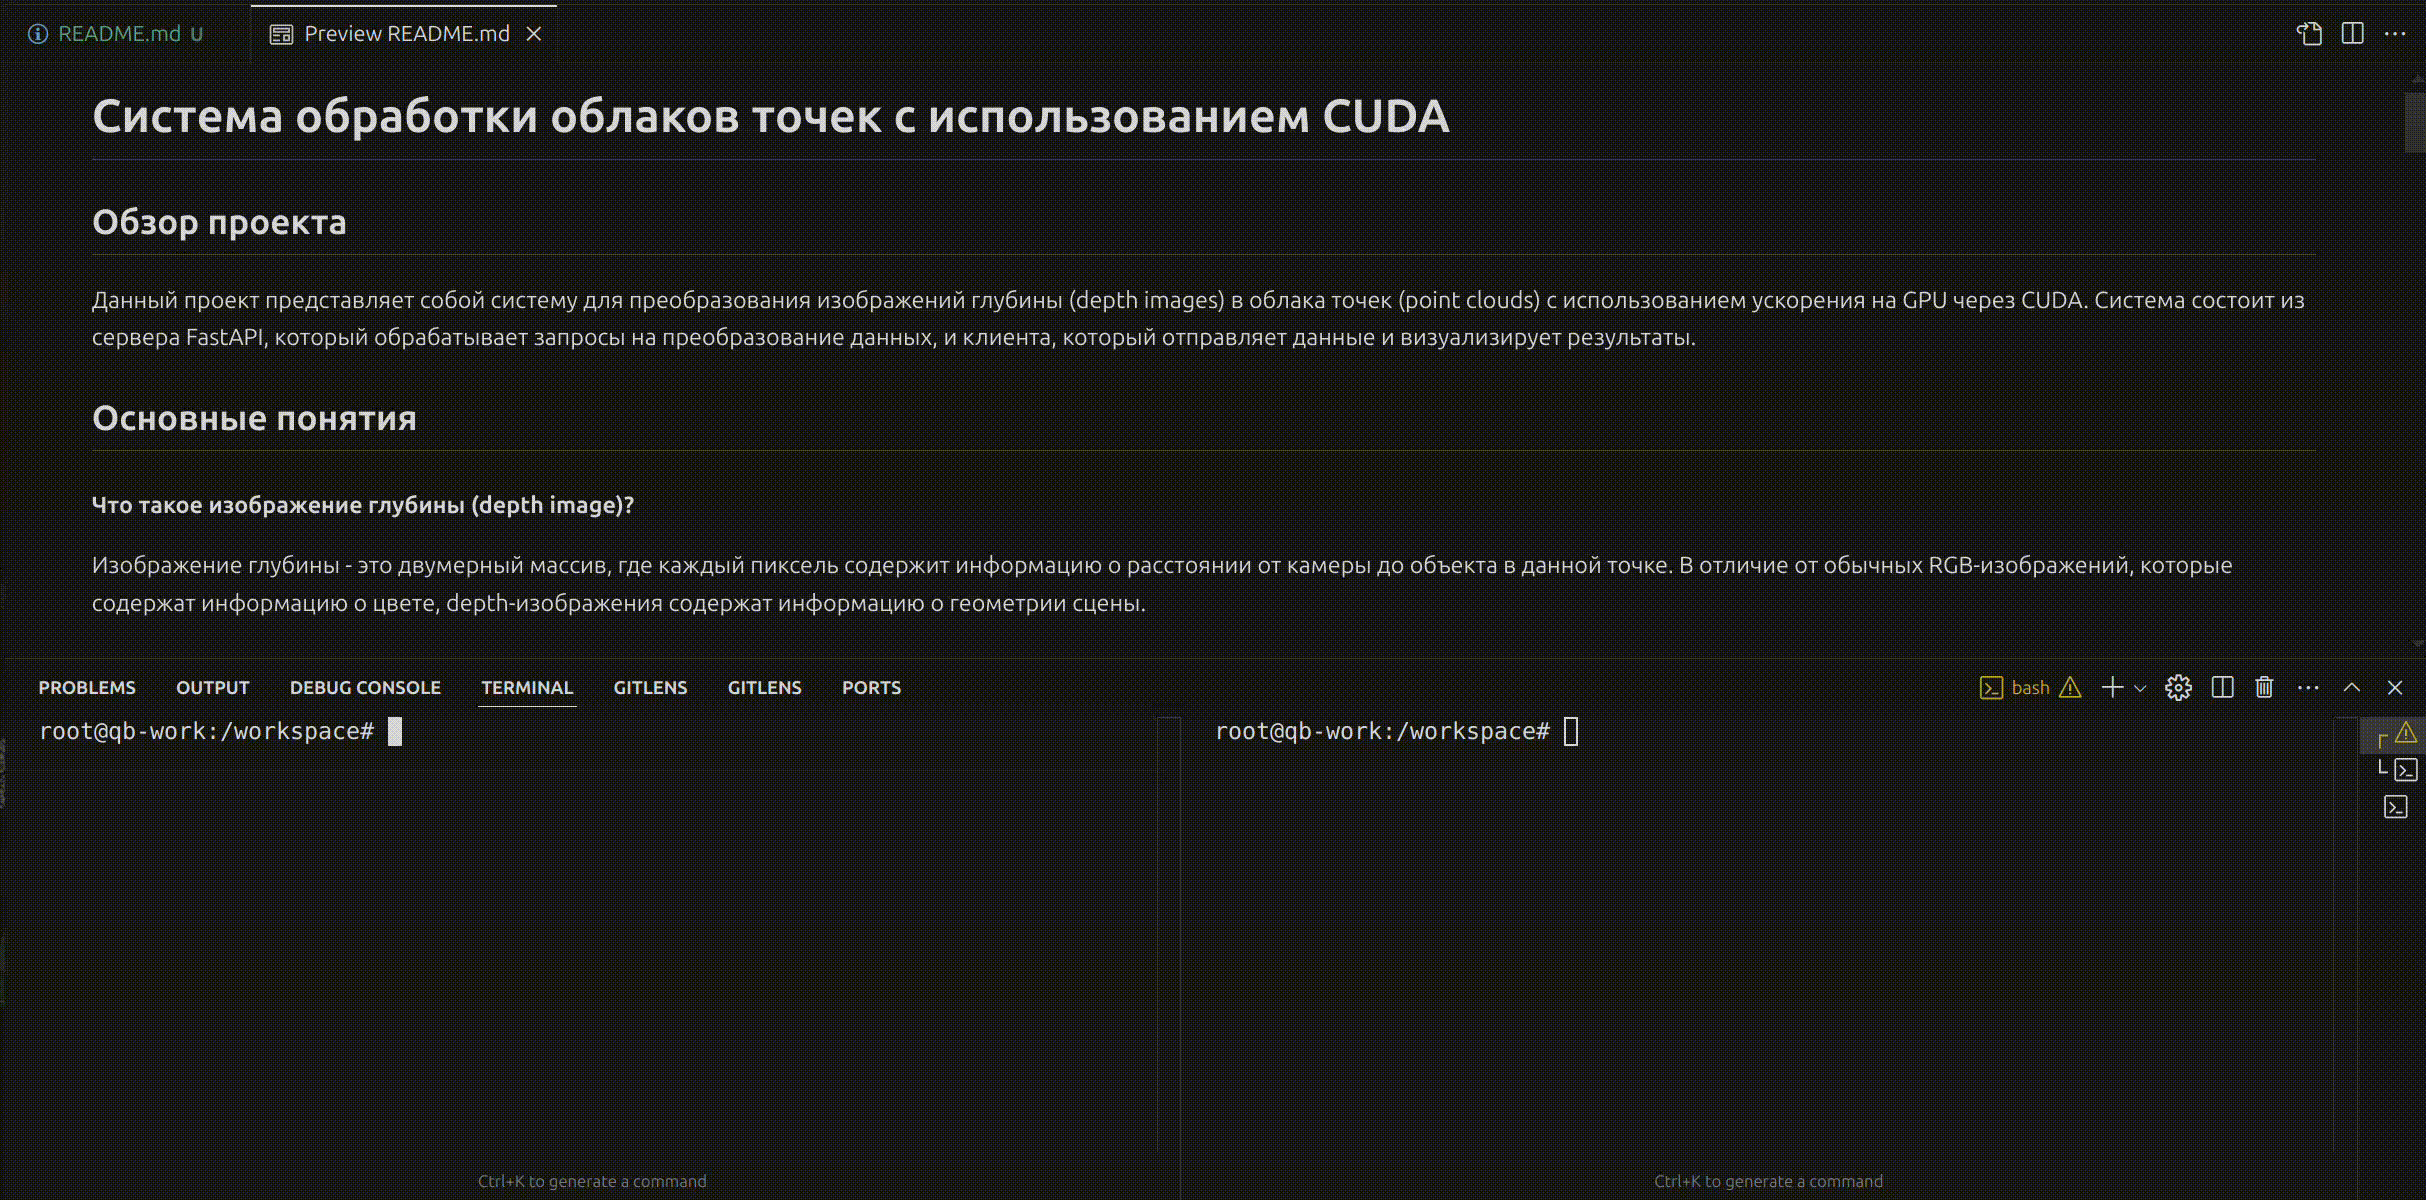 README.md U
Preview README.md
Система обработки облаков точек с использованием CUDA
Обзор проекта
Данный проект представляет собой систему для преобразования изображений глубины (depth images) в облака точек (point clouds) с использованием ускорения на GPU через CUDA. Система состоит из
сервера FastAPI, который обрабатывает запросы на преобразование данных, и клиента, который отправляет данные и визуализирует результаты.
Основные понятия
Что такое изображение глубины (depth image)?
Изображение глубины - это двумерный массив, где каждый пиксель содержит информацию о расстоянии от камеры до объекта в данной точке. В отличие от обычных RGB-изображений, которые
содержат информацию о цвете, depth-изображения содержат информацию о геометрии сцены.
PROBLEMS OUTPUT DEBUG CONSOLE TERMINAL GITLENS GITLENS PORTS
bash
root@qb-work:/workspace#
root@qb-work:/workspace#
Ctrl+K to generate a command
Ctrl+K to generate a command